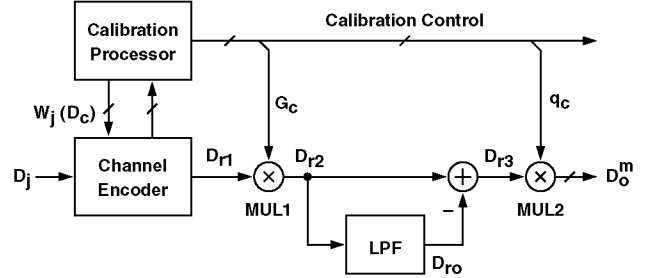 Calibration
Processor
Calibration Control
W_j (D_c)
G_c
q_c
D_j
Channel
Encoder
D_r1
×
D_r2
+
D_r3
×
D_o^m
MUL1
−
MUL2
LPF
D_ro